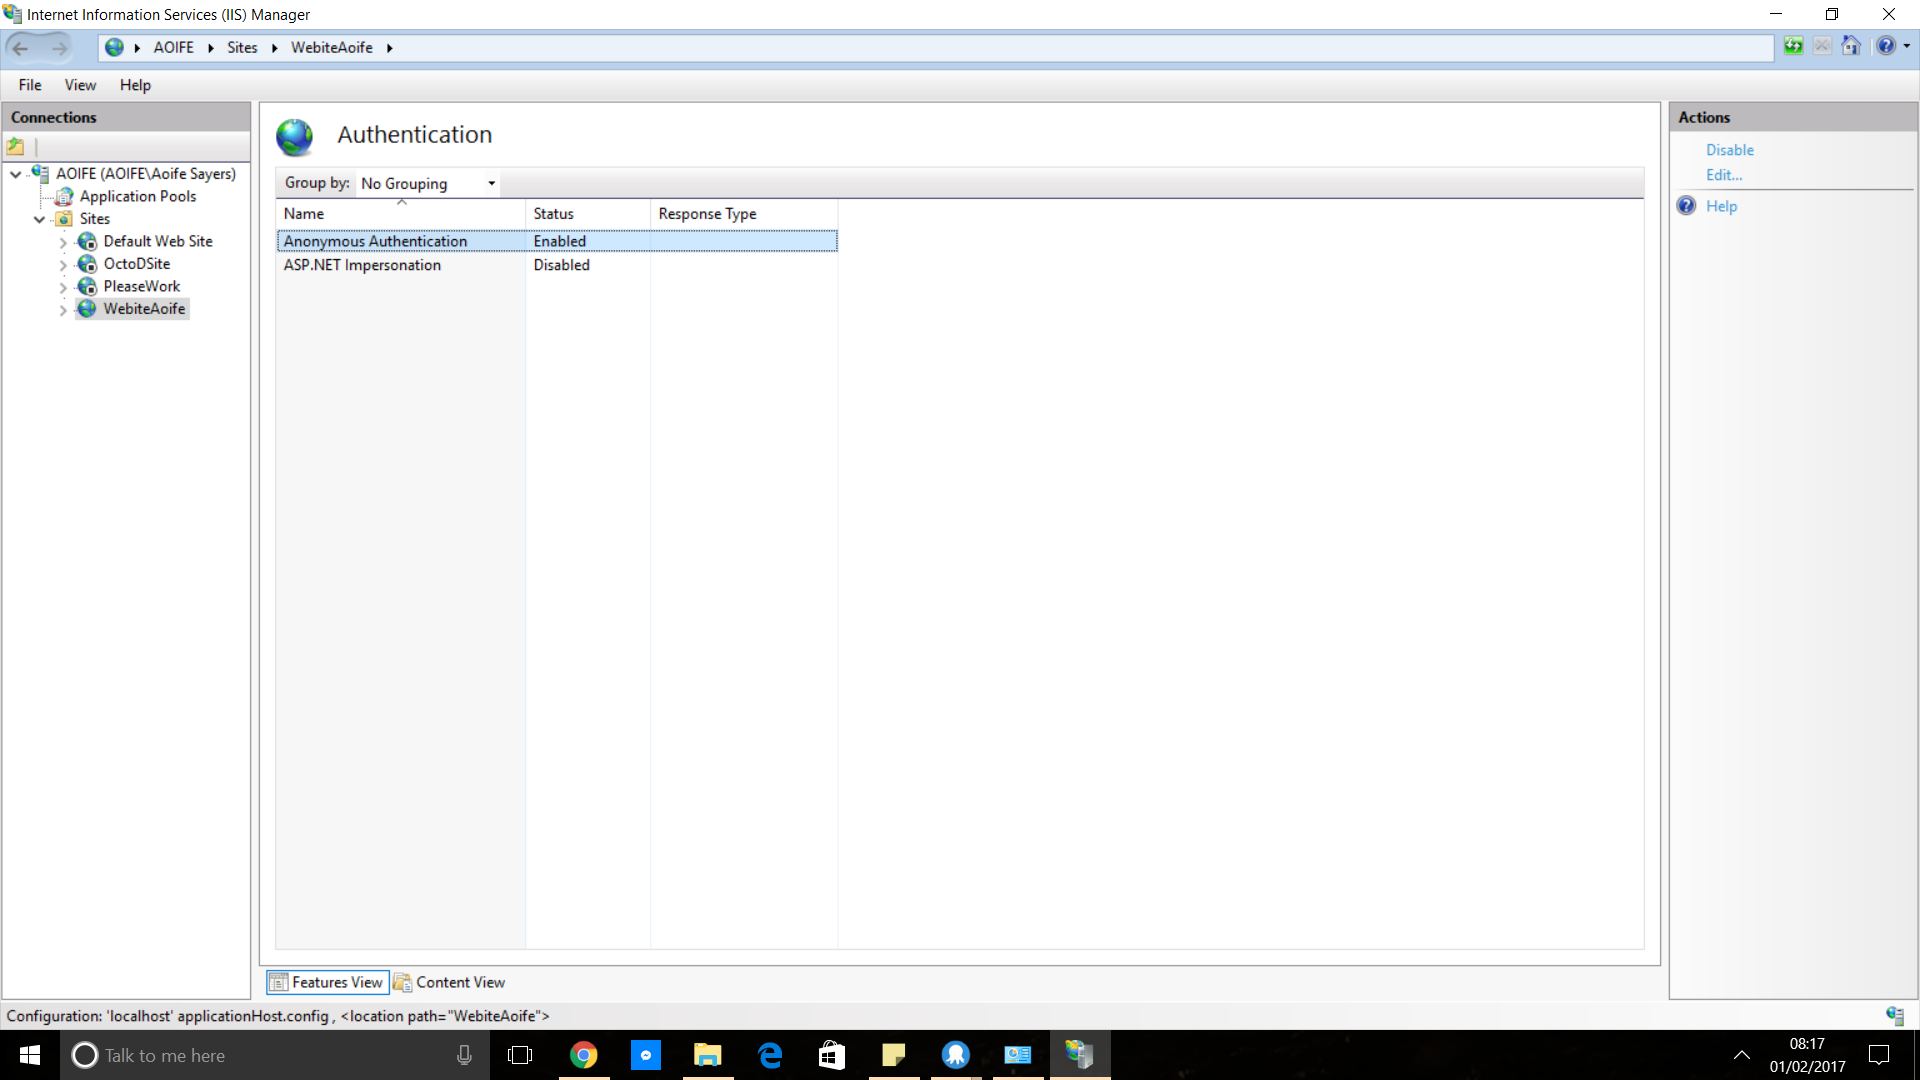 Internet Information Services (IIS) Manager
AOIFE Sites WebiteAoife
File View Help
Connections
AOIFE (AOIFE\Aoife Sayers)
Application Pools
Sites
Default Web Site
OctoDSite
PleaseWork
WebiteAoife
Authentication
Group by: No Grouping
Name Status Response Type
Anonymous Authentication Enabled
ASP.NET Impersonation Disabled
Features View Content View
Actions
Disable
Edit...
Help
Configuration: 'localhost' applicationHost.config , <location path="WebiteAoife">
Talk to me here
08:17
01/02/2017